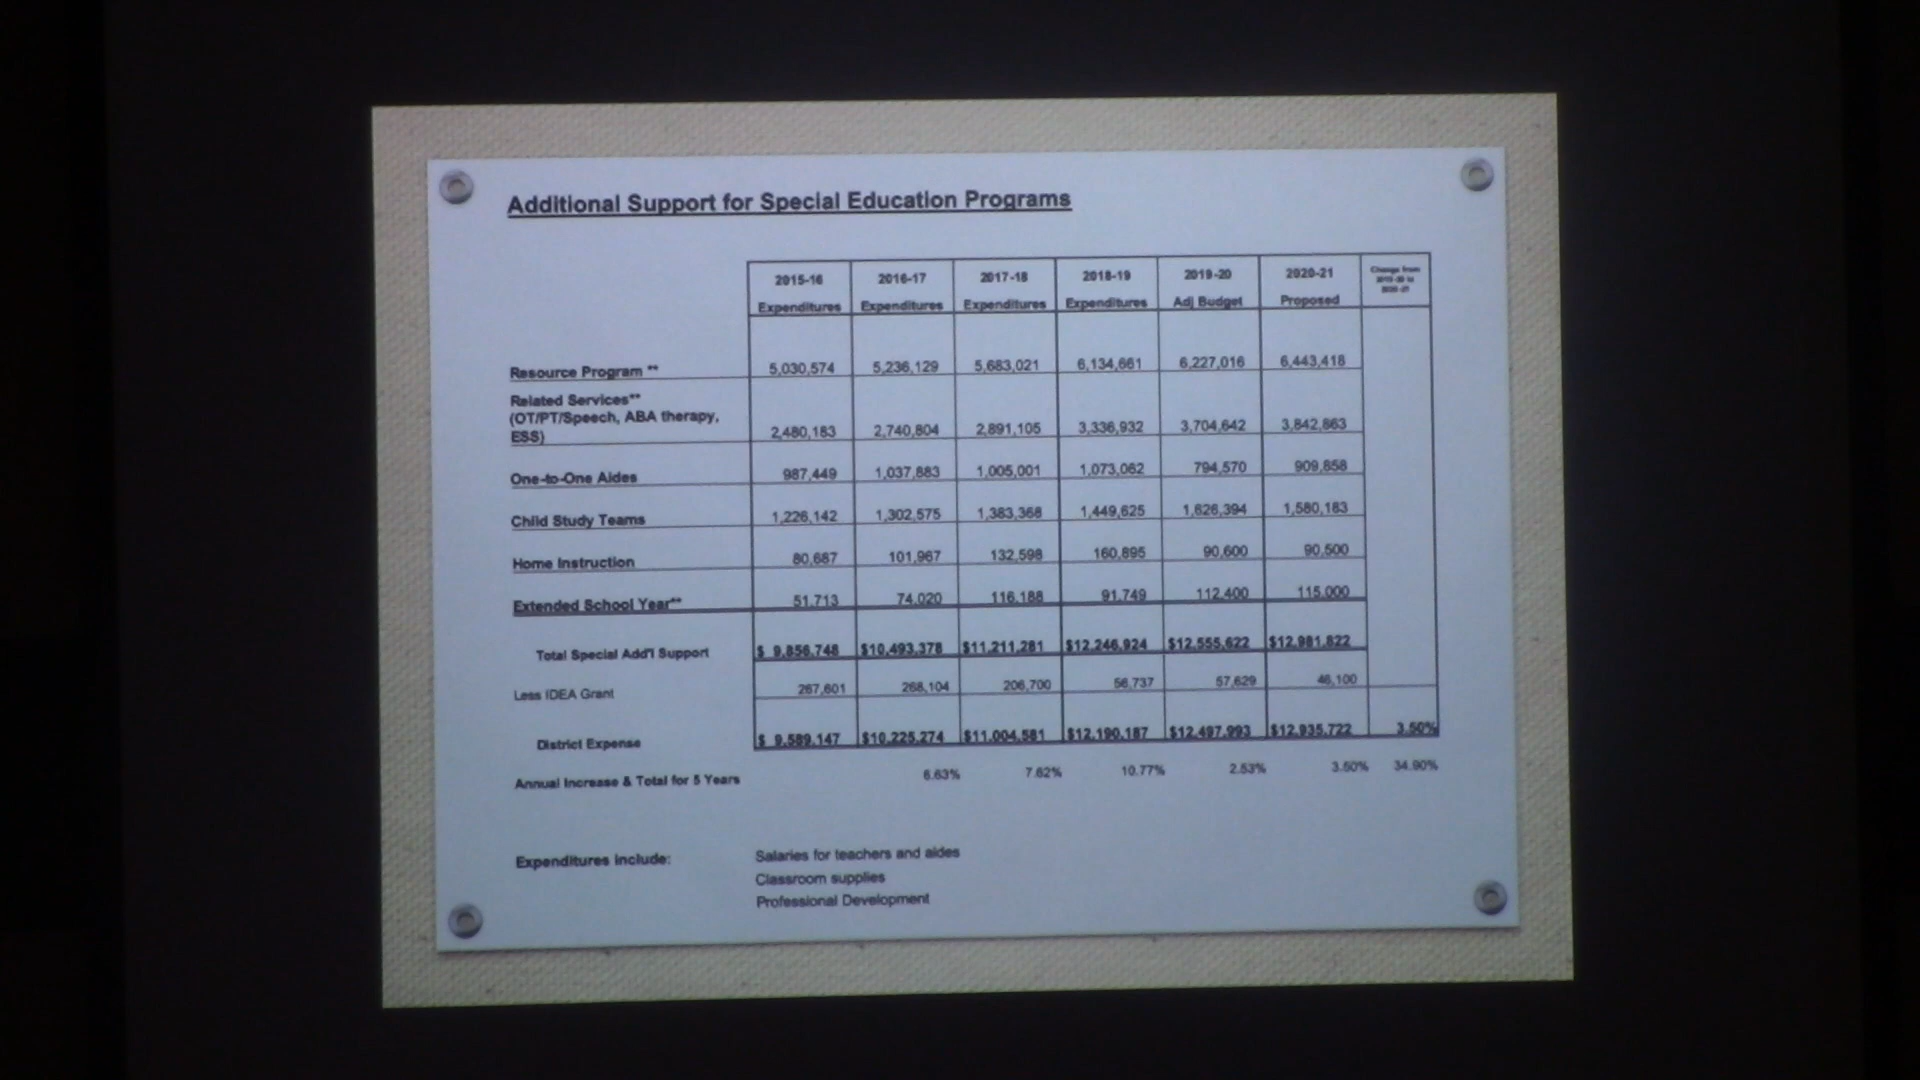 Additional Support for Special Education Programs
2015-16 2016-17 2017-18 2018-19 2019-20 2020-21 Change from
2019-20 to
2020-21
Expenditures Expenditures Expenditures Expenditures Adj Budget Proposed
Resource Program ** 5,030,574 5,236,129 5,683,021 6,134,661 6,227,016 6,443,418
Related Services**
(OT/PT/Speech, ABA therapy,
ESS) 2,480,183 2,740,804 2,891,105 3,336,932 3,704,642 3,842,863
One-to-One Aides 987,449 1,037,883 1,005,001 1,073,062 794,570 909,858
Child Study Teams 1,226,142 1,302,575 1,383,368 1,449,625 1,626,394 1,580,183
Home Instruction 80,687 101,967 132,598 160,895 90,600 90,500
Extended School Year** 51,713 74,020 116,188 91,749 112,400 115,000
Total Special Add'l Support $ 9,856,748 $10,493,378 $11,211,281 $12,246,924 $12,555,622 $12,981,822
Less IDEA Grant 267,601 268,104 206,700 56,737 57,629 46,100
District Expense $ 9,589,147 $10,225,274 $11,004,581 $12,190,187 $12,497,993 $12,935,722 3.50%
Annual Increase & Total for 5 Years 6.63% 7.62% 10.77% 2.53% 3.50% 34.90%
Expenditures include: Salaries for teachers and aides
Classroom supplies
Professional Development